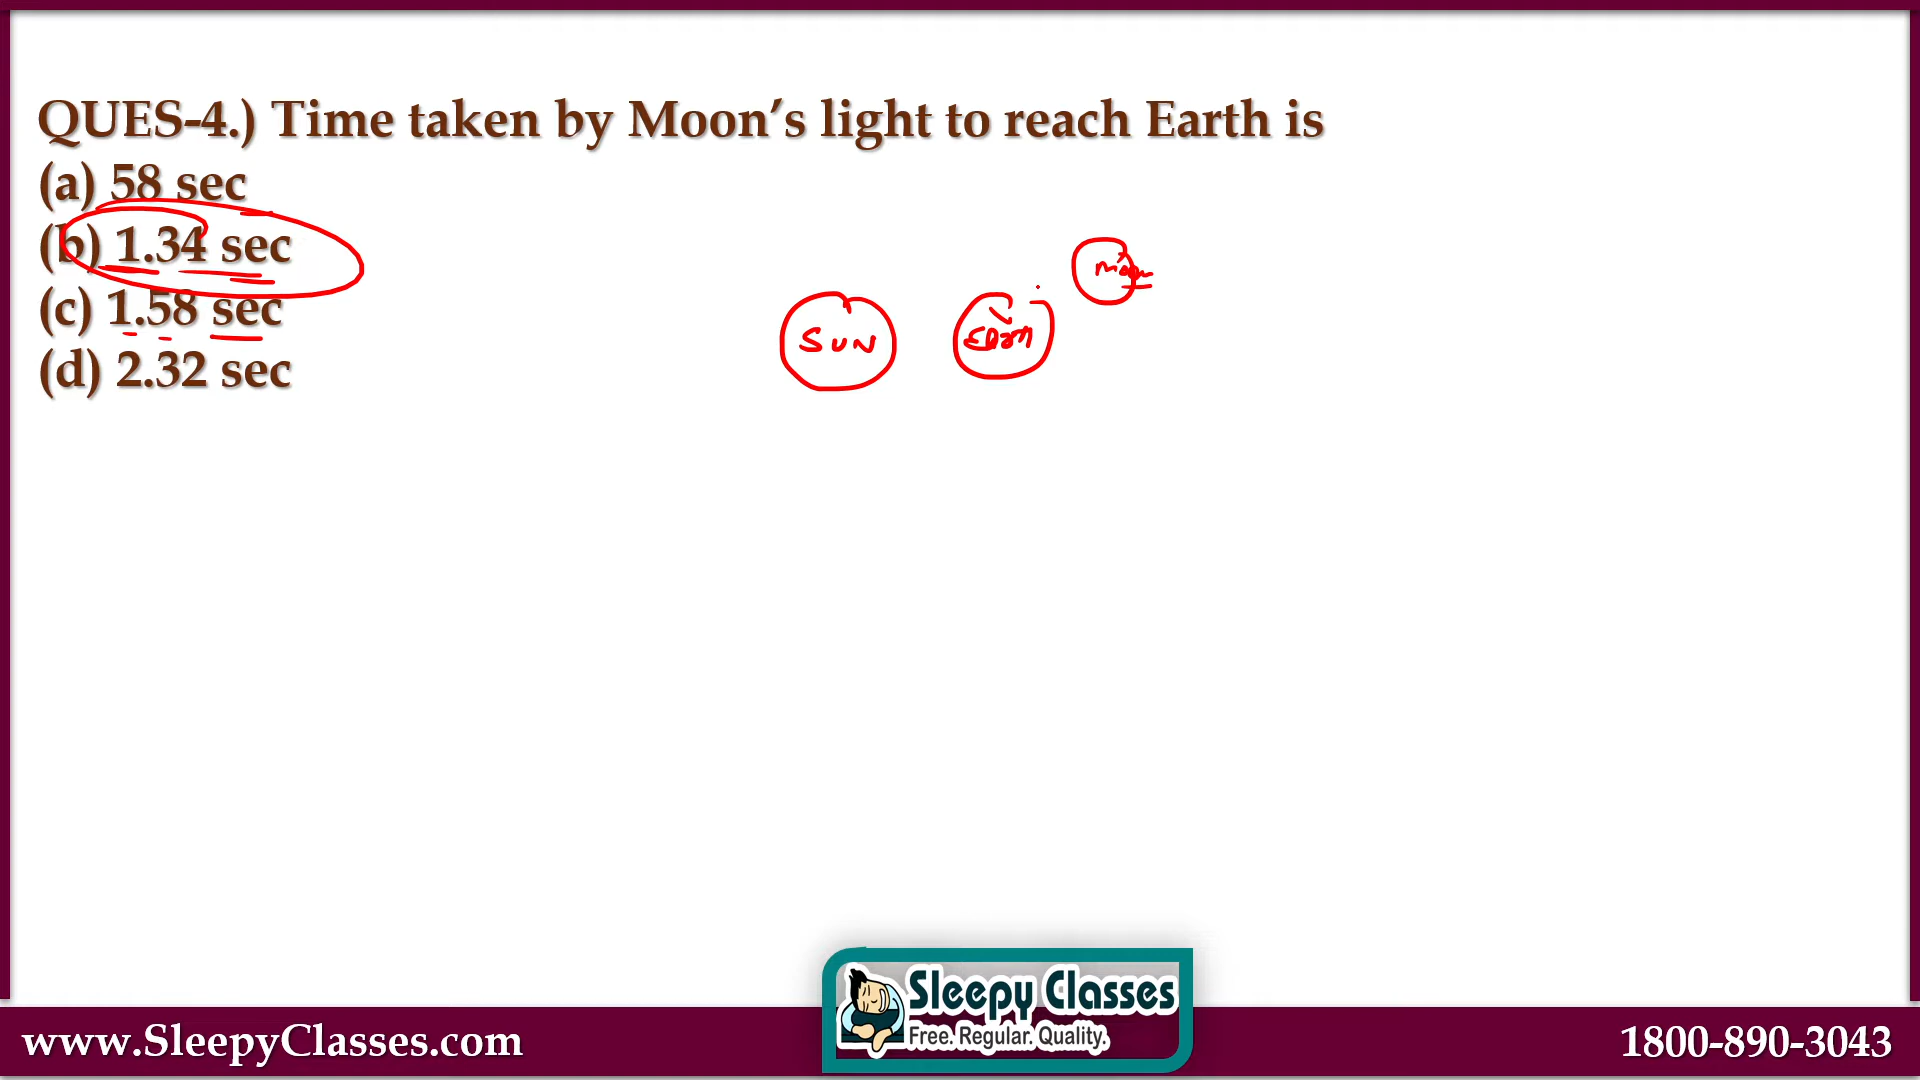 QUES-4.) Time taken by Moon’s light to reach Earth is
(a) 58 sec
(b) 1.34 sec
(c) 1.58 sec
(d) 2.32 sec
SUN
Earth
Moon
Sleepy Classes
Free. Regular. Quality.
www.SleepyClasses.com
1800-890-3043